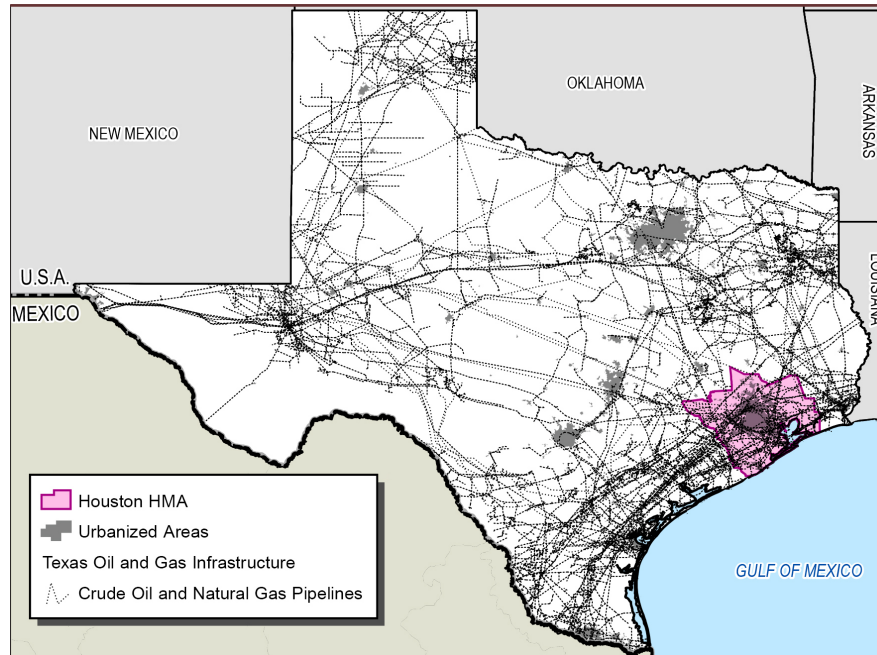 OKLAHOMA
ARKANSAS
NEW MEXICO
LOUISIANA
U.S.A.
MEXICO
Houston HMA
Urbanized Areas
Texas Oil and Gas Infrastructure
Crude Oil and Natural Gas Pipelines
GULF OF MEXICO